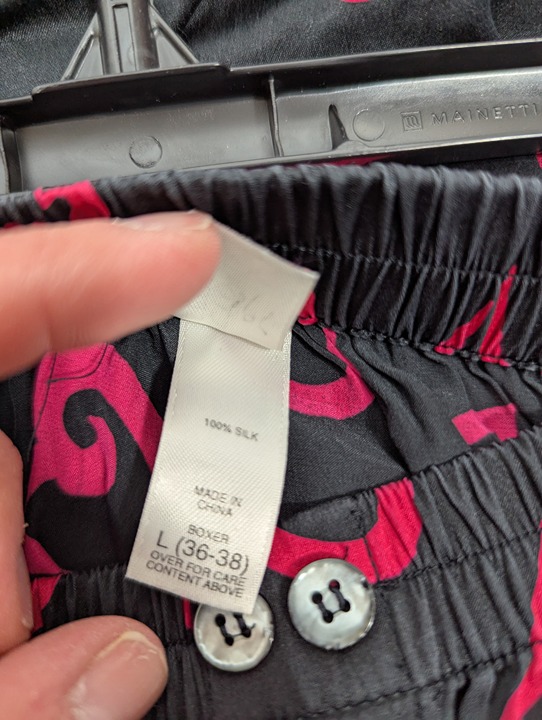 MAINETTI
100% SILK
MADE IN
CHINA
BOXER
L (36-38)
OVER FOR CARE
CONTENT ABOVE